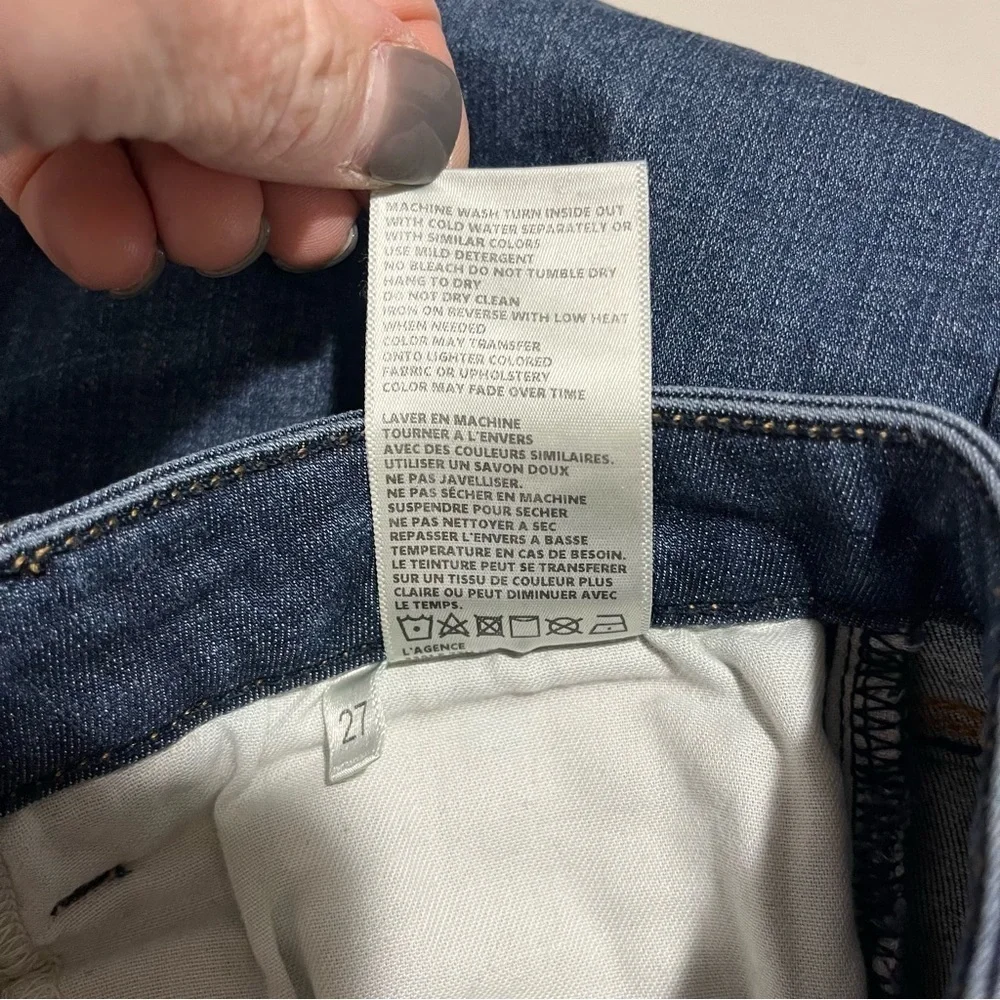 MACHINE WASH TURN INSIDE OUT
WITH COLD WATER SEPARATELY OR
WITH SIMILAR COLORS
USE MILD DETERGENT
NO BLEACH DO NOT TUMBLE DRY
HANG TO DRY
DO NOT DRY CLEAN
IRON ON REVERSE WITH LOW HEAT
WHEN NEEDED
COLOR MAY TRANSFER
ONTO LIGHTER COLORED
FABRIC OR UPHOLSTERY
COLOR MAY FADE OVER TIME
LAVER EN MACHINE
TOURNER A L'ENVERS
AVEC DES COULEURS SIMILAIRES.
UTILISER UN SAVON DOUX
NE PAS JAVELLISER.
NE PAS SÉCHER EN MACHINE
SUSPENDRE POUR SECHER
NE PAS NETTOYER A SEC
REPASSER L'ENVERS A BASSE
TEMPERATURE EN CAS DE BESOIN.
LE TEINTURE PEUT SE TRANSFERER
SUR UN TISSU DE COULEUR PLUS
CLAIRE OU PEUT DIMINUER AVEC
LE TEMPS.
L'AGENCE
27